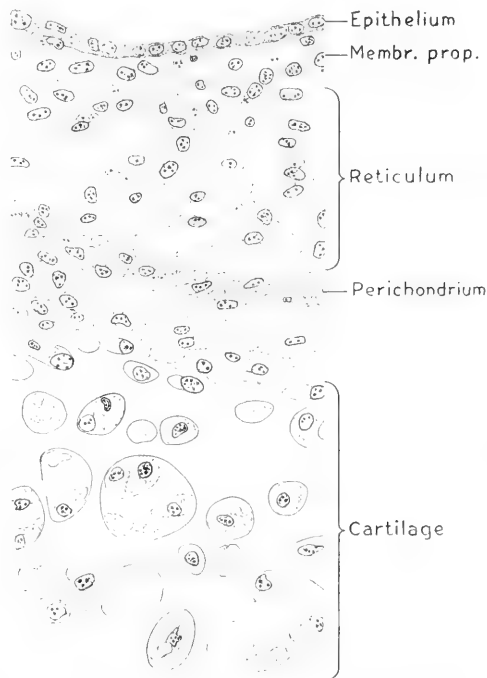 Epithelium
Membr. prop.
Reticulum
Perichondrium
Cartilage